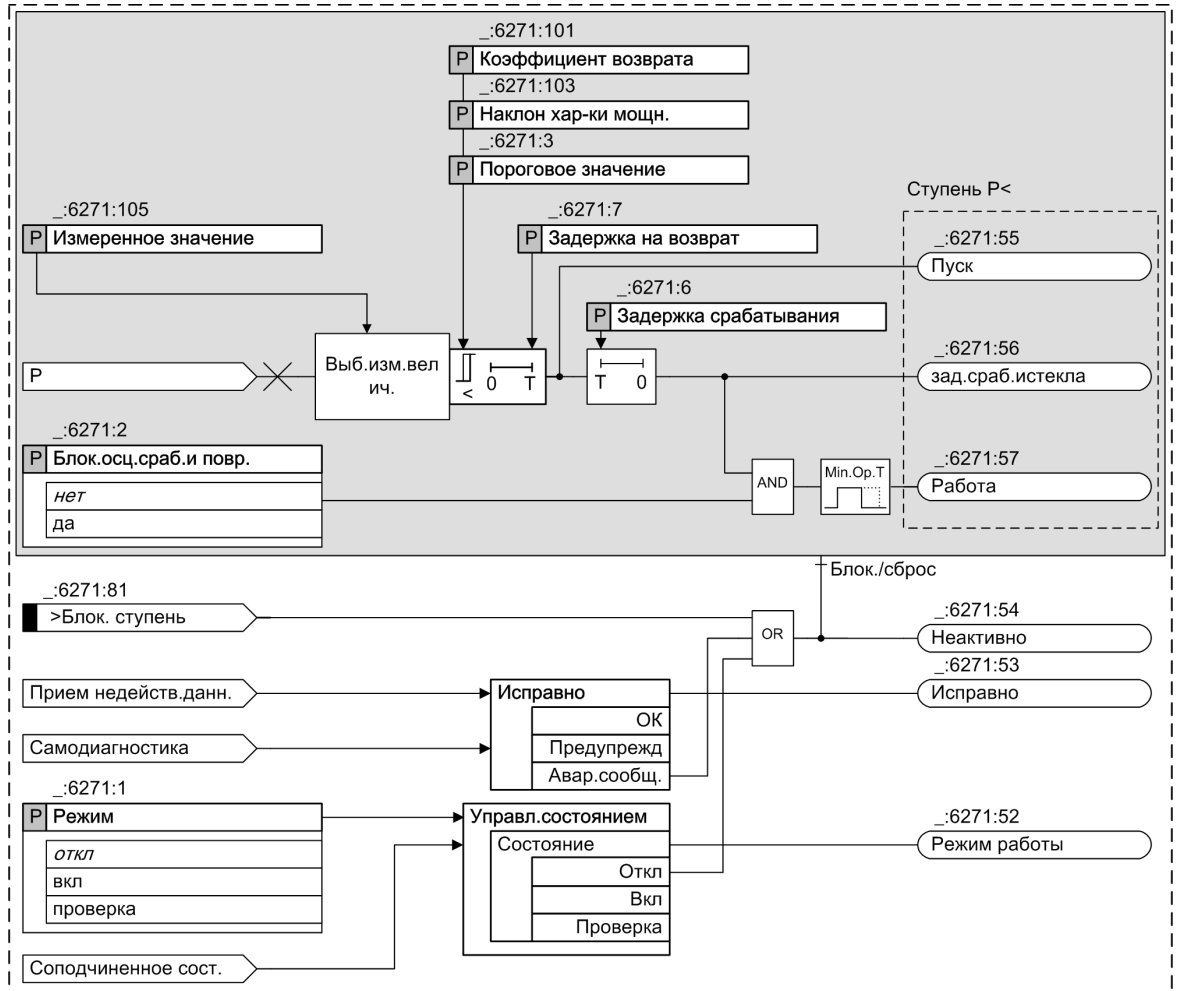 _:6271:101
P Коэффициент возврата
_:6271:103
P Наклон хар-ки мощн.
_:6271:3
P Пороговое значение
Ступень P<
_:6271:105
P Измеренное значение
_:6271:7
P Задержка на возврат
_:6271:55
Пуск
_:6271:6
P Задержка срабатывания
P
Выб.изм.вел
ич.
< 0 T
T 0
_:6271:56
зад.сраб.истекла
_:6271:2
P Блок.осц.сраб.и повр.
нет
да
AND
Min.Op.T
_:6271:57
Работа
Блок./сброс
_:6271:81
>Блок. ступень
OR
_:6271:54
Неактивно
_:6271:53
Исправно
Прием недейств.данн.
Самодиагностика
Исправно
ОК
Предупрежд
Авар.сообщ.
_:6271:1
P Режим
откл
вкл
проверка
Управл.состоянием
Состояние
Откл
Вкл
Проверка
_:6271:52
Режим работы
Соподчиненное сост.